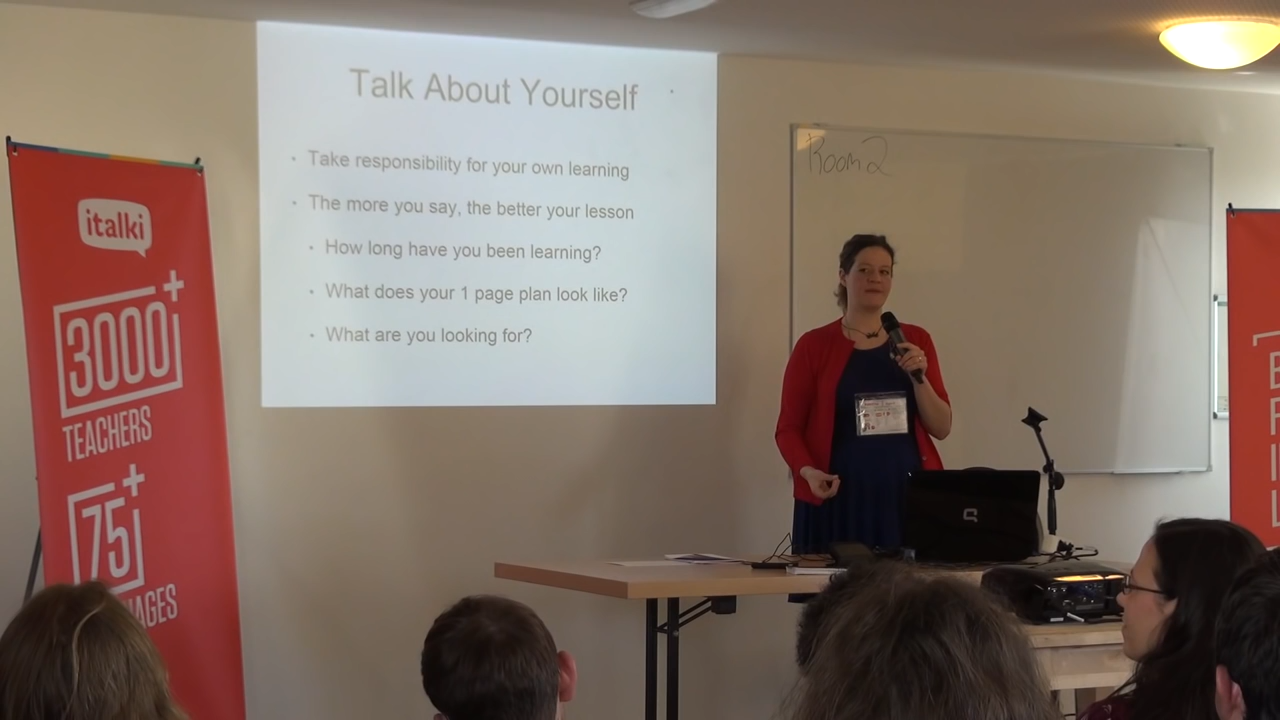 italki
3000+
TEACHERS
75+
Talk About Yourself
• Take responsibility for your own learning
• The more you say, the better your lesson
• How long have you been learning?
• What does your 1 page plan look like?
• What are you looking for?
Room 2